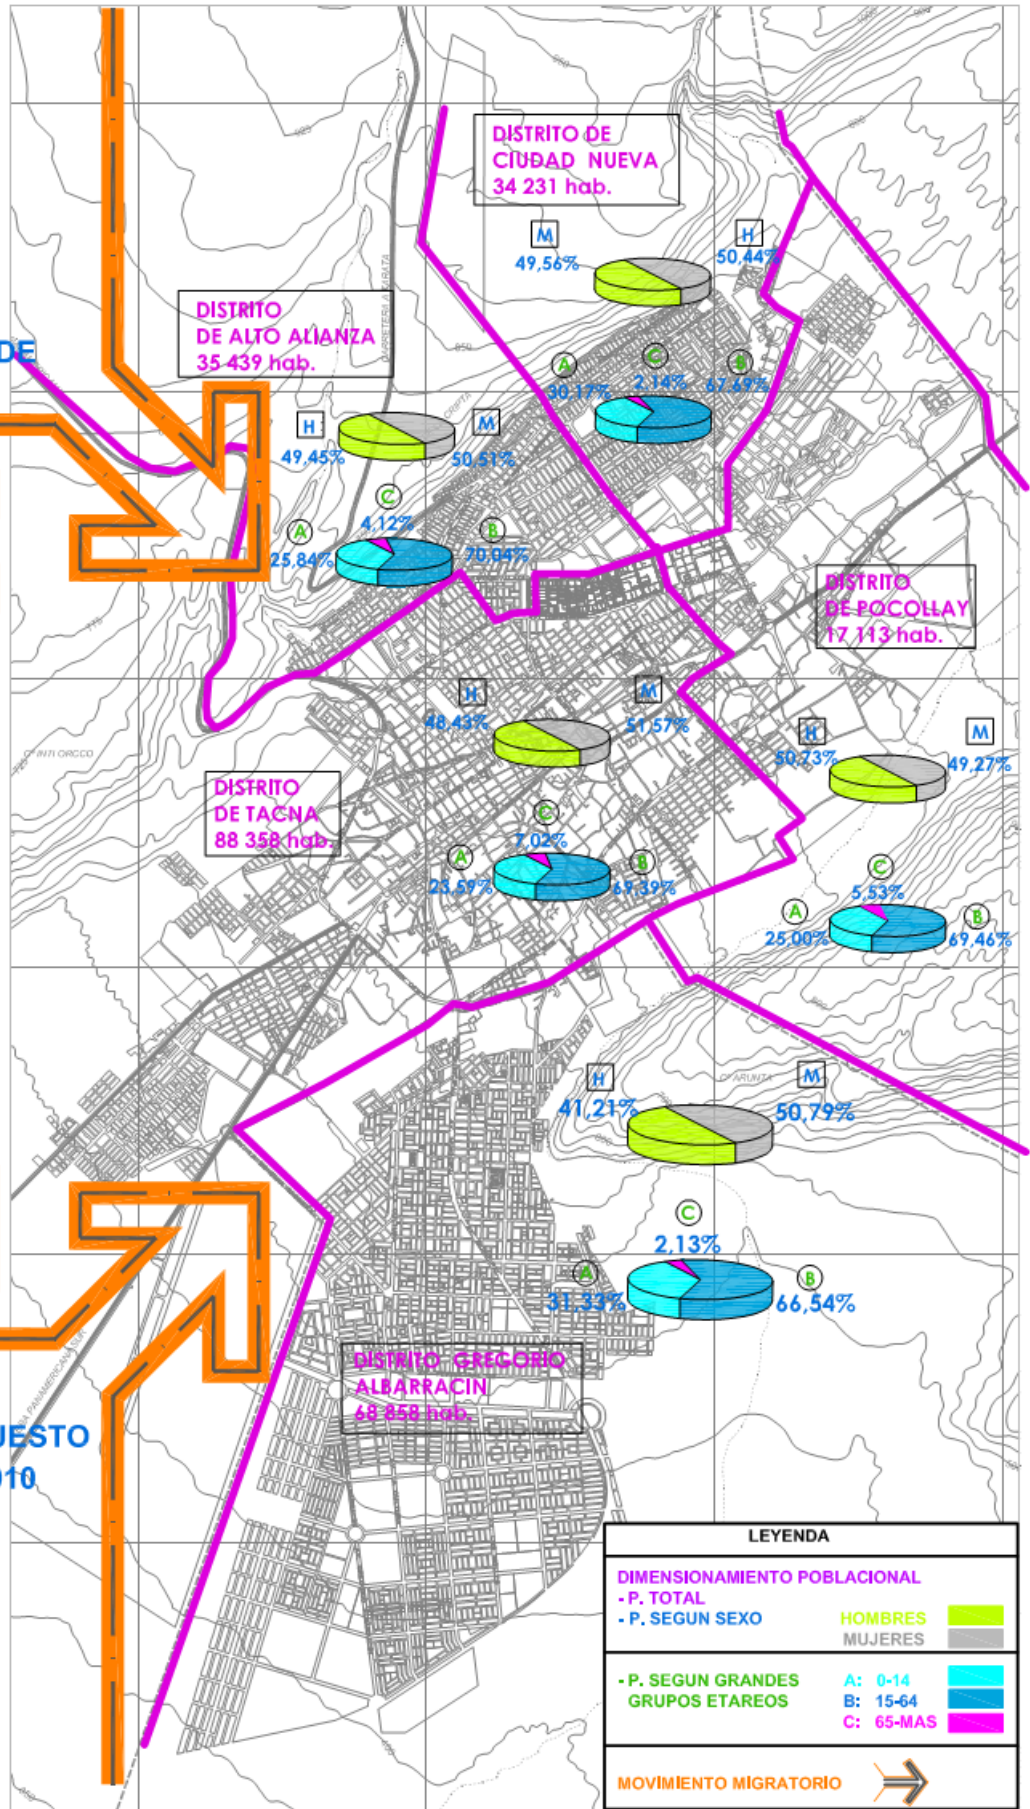 DISTRITO DE
CIUDAD NUEVA
34 231 hab.
M
49,56%
H
50,44%
A
30,17%
C
2,14%
B
67,69%
DISTRITO
DE ALTO ALIANZA
35 439 hab.
DE
H
49,45%
M
50,51%
C
4,12%
A
25,84%
B
70,04%
DISTRITO
DE POCOLLAY
17 113 hab.
H
48,43%
M
51,57%
H
50,73%
M
49,27%
DISTRITO
DE TACNA
88 358 hab.
C
7,02%
A
23,59%
B
69,39%
C
5,53%
A
25,00%
B
69,46%
Cº INTI ORCCO
Cº ARUNTA
H
41,21%
M
50,79%
C
2,13%
A
31,33%
B
66,54%
DISTRITO GREGORIO
ALBARRACIN
68 858 hab.
UESTO
010
LEYENDA
DIMENSIONAMIENTO POBLACIONAL
- P. TOTAL
- P. SEGUN SEXO
HOMBRES
MUJERES
- P. SEGUN GRANDES
GRUPOS ETAREOS
A: 0-14
B: 15-64
C: 65-MAS
MOVIMIENTO MIGRATORIO